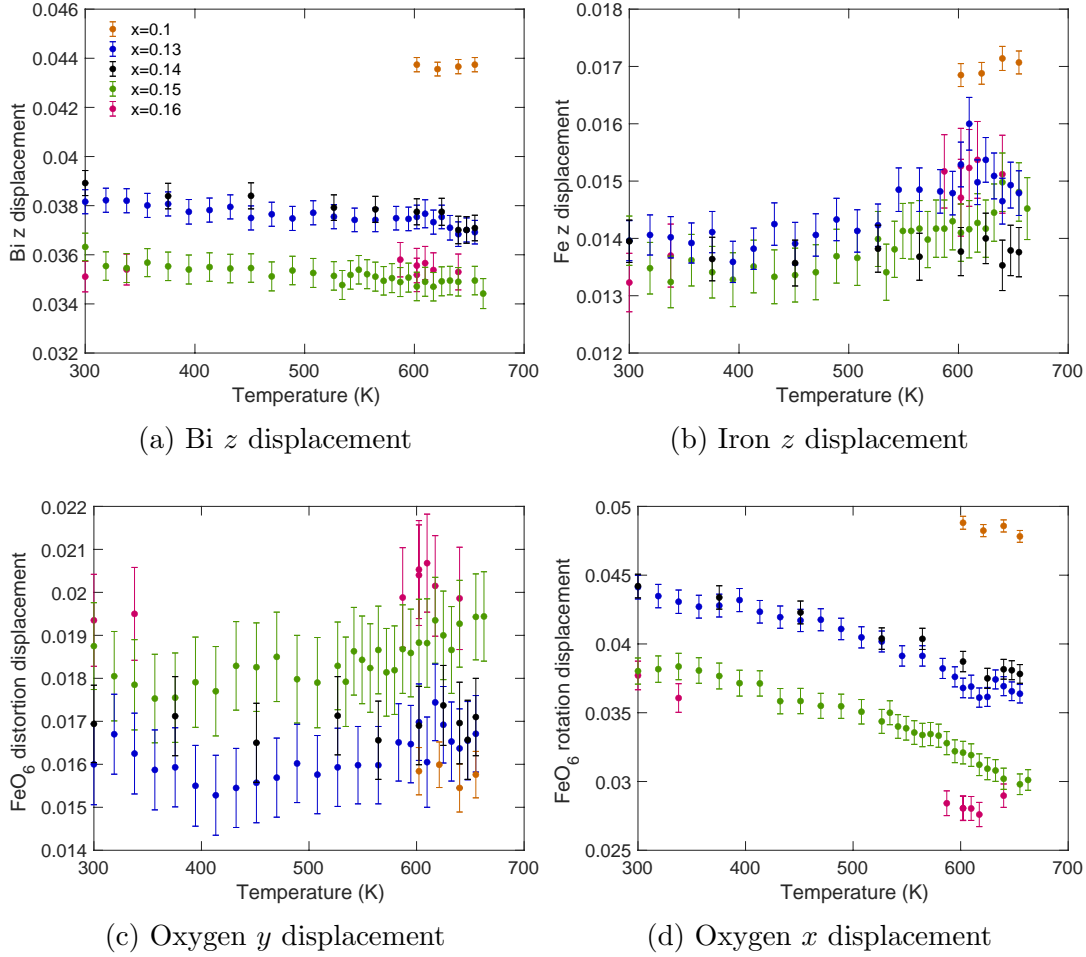 0.046
0.044
0.042
0.04
0.038
0.036
0.034
0.032
Bi z displacement
x=0.1
x=0.13
x=0.14
x=0.15
x=0.16
300 400 500 600 700
Temperature (K)
(a) Bi z displacement
0.018
0.017
0.016
0.015
0.014
0.013
0.012
Fe z displacement
300 400 500 600 700
Temperature (K)
(b) Iron z displacement
0.022
0.021
0.02
0.019
0.018
0.017
0.016
0.015
0.014
FeO6 distortion displacement
300 400 500 600 700
Temperature (K)
(c) Oxygen y displacement
0.05
0.045
0.04
0.035
0.03
0.025
FeO6 rotation displacement
300 400 500 600 700
Temperature (K)
(d) Oxygen x displacement